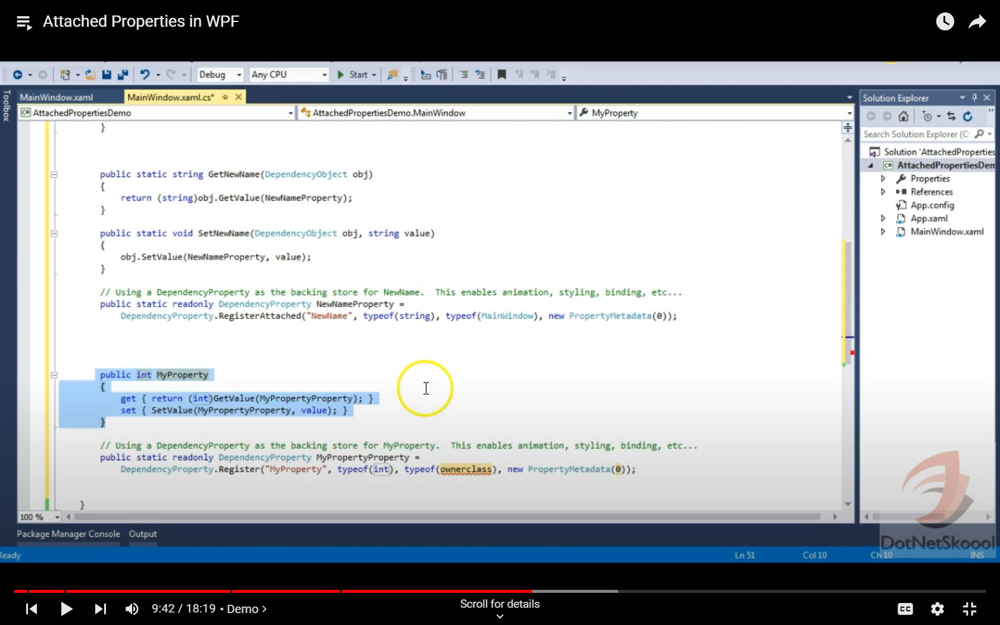 Attached Properties in WPF
Debug Any CPU Start
Toolbox
MainWindow.xaml MainWindow.xaml.cs*
AttachedPropertiesDemo AttachedPropertiesDemo.MainWindow MyProperty
}
public static string GetNewName(DependencyObject obj)
{
return (string)obj.GetValue(NewNameProperty);
}
public static void SetNewName(DependencyObject obj, string value)
{
obj.SetValue(NewNameProperty, value);
}
// Using a DependencyProperty as the backing store for NewName.  This enables animation, styling, binding, etc...
public static readonly DependencyProperty NewNameProperty =
DependencyProperty.RegisterAttached("NewName", typeof(string), typeof(MainWindow), new PropertyMetadata(0));
public int MyProperty
{
get { return (int)GetValue(MyPropertyProperty); }
set { SetValue(MyPropertyProperty, value); }
}
// Using a DependencyProperty as the backing store for MyProperty.  This enables animation, styling, binding, etc...
public static readonly DependencyProperty MyPropertyProperty =
DependencyProperty.Register("MyProperty", typeof(int), typeof(ownerclass), new PropertyMetadata(0));
}
100 %
Solution Explorer
Search Solution Explorer (C
Solution 'AttachedProperties
AttachedPropertiesDen
Properties
References
App.config
App.xaml
MainWindow.xaml
Package Manager Console Output
DotNetSkoool
Ready Ln 51 Col 10 Ch 10 INS
Scroll for details
9:42 / 18:19 • Demo >
CC